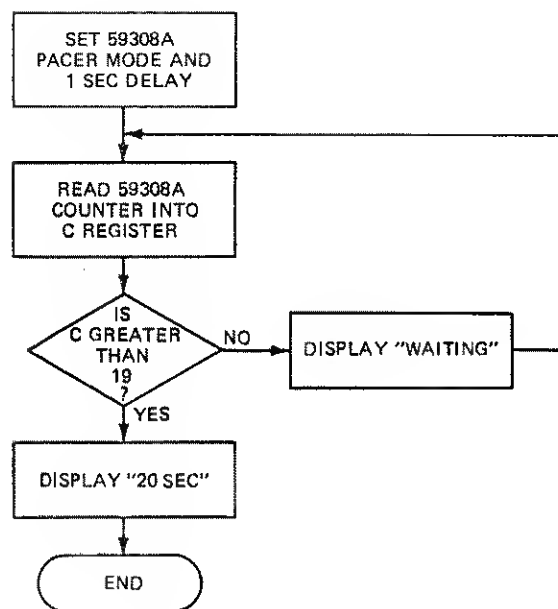 SET 59308A
PACER MODE AND
1 SEC DELAY
READ 59308A
COUNTER INTO
C REGISTER
IS
C GREATER
THAN
19
?
NO
DISPLAY "WAITING"
YES
DISPLAY "20 SEC"
END